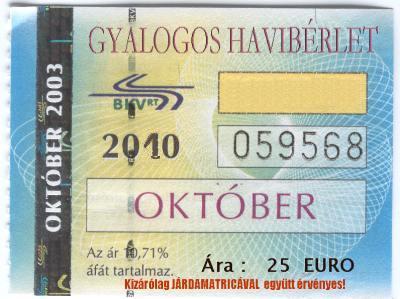 OKTÓBER 2003
GYALOGOS HAVIBÉRLET
BKV RT
2010
059568
OKTÓBER
Az ár 10,71%
áfát tartalmaz.
Ára : 25 EURO
Kizárólag JÁRDAMATRICÁVAL együtt érvényes!